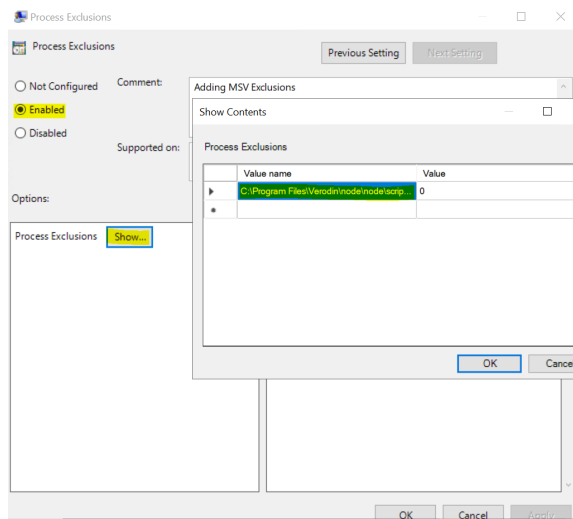 Process Exclusions
Process Exclusions
Previous Setting
Next Setting
Not Configured
Comment:
Adding MSV Exclusions
Enabled
Disabled
Supported on:
Show Contents
Process Exclusions
Value name
Value
C:\Program Files\Verodin\node\node\scrip...
0
Options:
Process Exclusions
Show...
OK
Cance
OK
Cancel
Apply